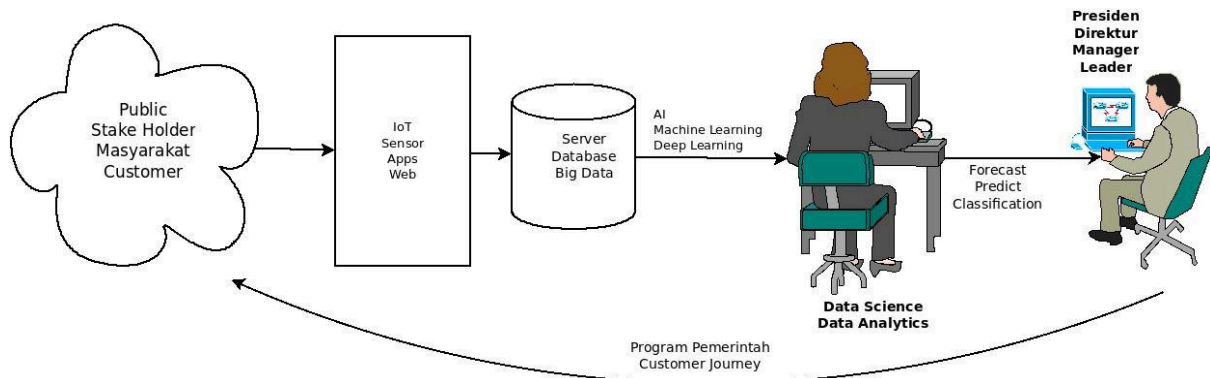 Public
Stake Holder
Masyarakat
Customer
IoT
Sensor
Apps
Web
Server
Database
Big Data
AI
Machine Learning
Deep Learning
Data Science
Data Analytics
Forecast
Predict
Classification
Presiden
Direktur
Manager
Leader
Program Pemerintah
Customer Journey